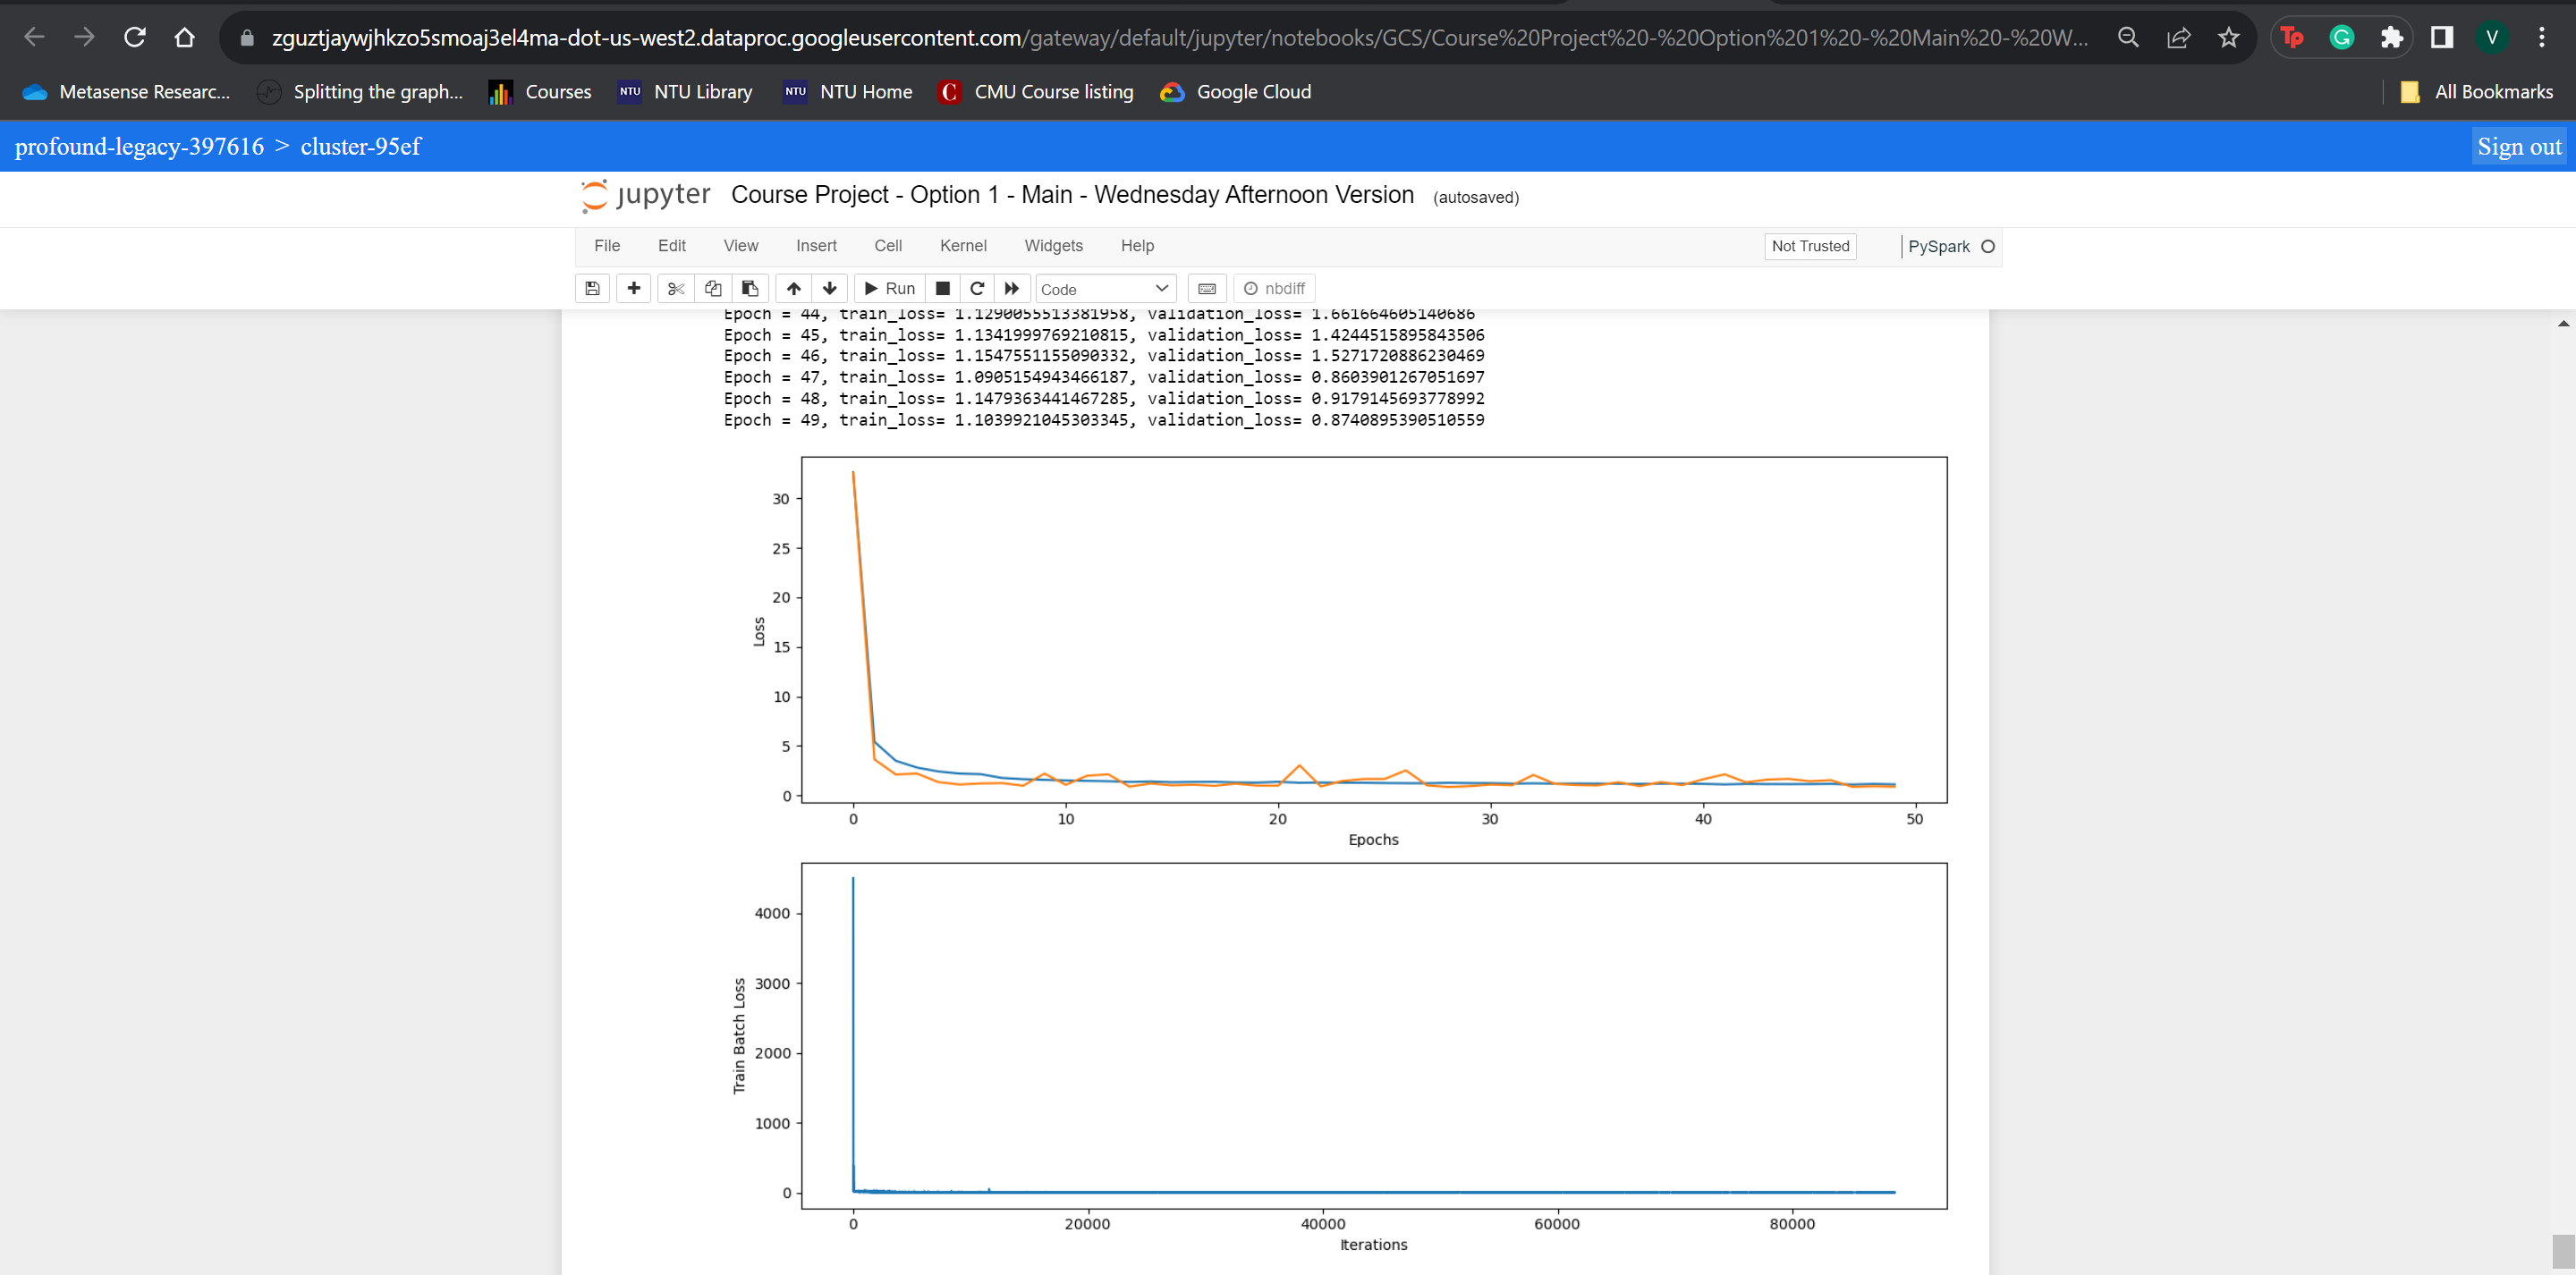 zguztjaywjhkzo5smoaj3el4ma-dot-us-west2.dataproc.googleusercontent.com/gateway/default/jupyter/notebooks/GCS/Course%20Project%20-%20Option%201%20-%20Main%20-%20W...
Tp
V
Metasense Researc...
Splitting the graph...
Courses
NTU
NTU Library
NTU
NTU Home
C
CMU Course listing
Google Cloud
All Bookmarks
profound-legacy-397616 > cluster-95ef
Sign out
jupyter Course Project - Option 1 - Main - Wednesday Afternoon Version (autosaved)
File Edit View Insert Cell Kernel Widgets Help
Not Trusted
PySpark
Run
Code
nbdiff
Epoch = 44, train_loss= 1.1290055513381958, validation_loss= 1.661664605140686
Epoch = 45, train_loss= 1.1341999769210815, validation_loss= 1.4244515895843506
Epoch = 46, train_loss= 1.1547551155090332, validation_loss= 1.5271720886230469
Epoch = 47, train_loss= 1.0905154943466187, validation_loss= 0.8603901267051697
Epoch = 48, train_loss= 1.1479363441467285, validation_loss= 0.9179145693778992
Epoch = 49, train_loss= 1.1039921045303345, validation_loss= 0.8740895390510559
30
25
20
15
10
5
0
Loss
0 10 20 30 40 50
Epochs
4000
3000
2000
1000
0
Train Batch Loss
0 20000 40000 60000 80000
Iterations